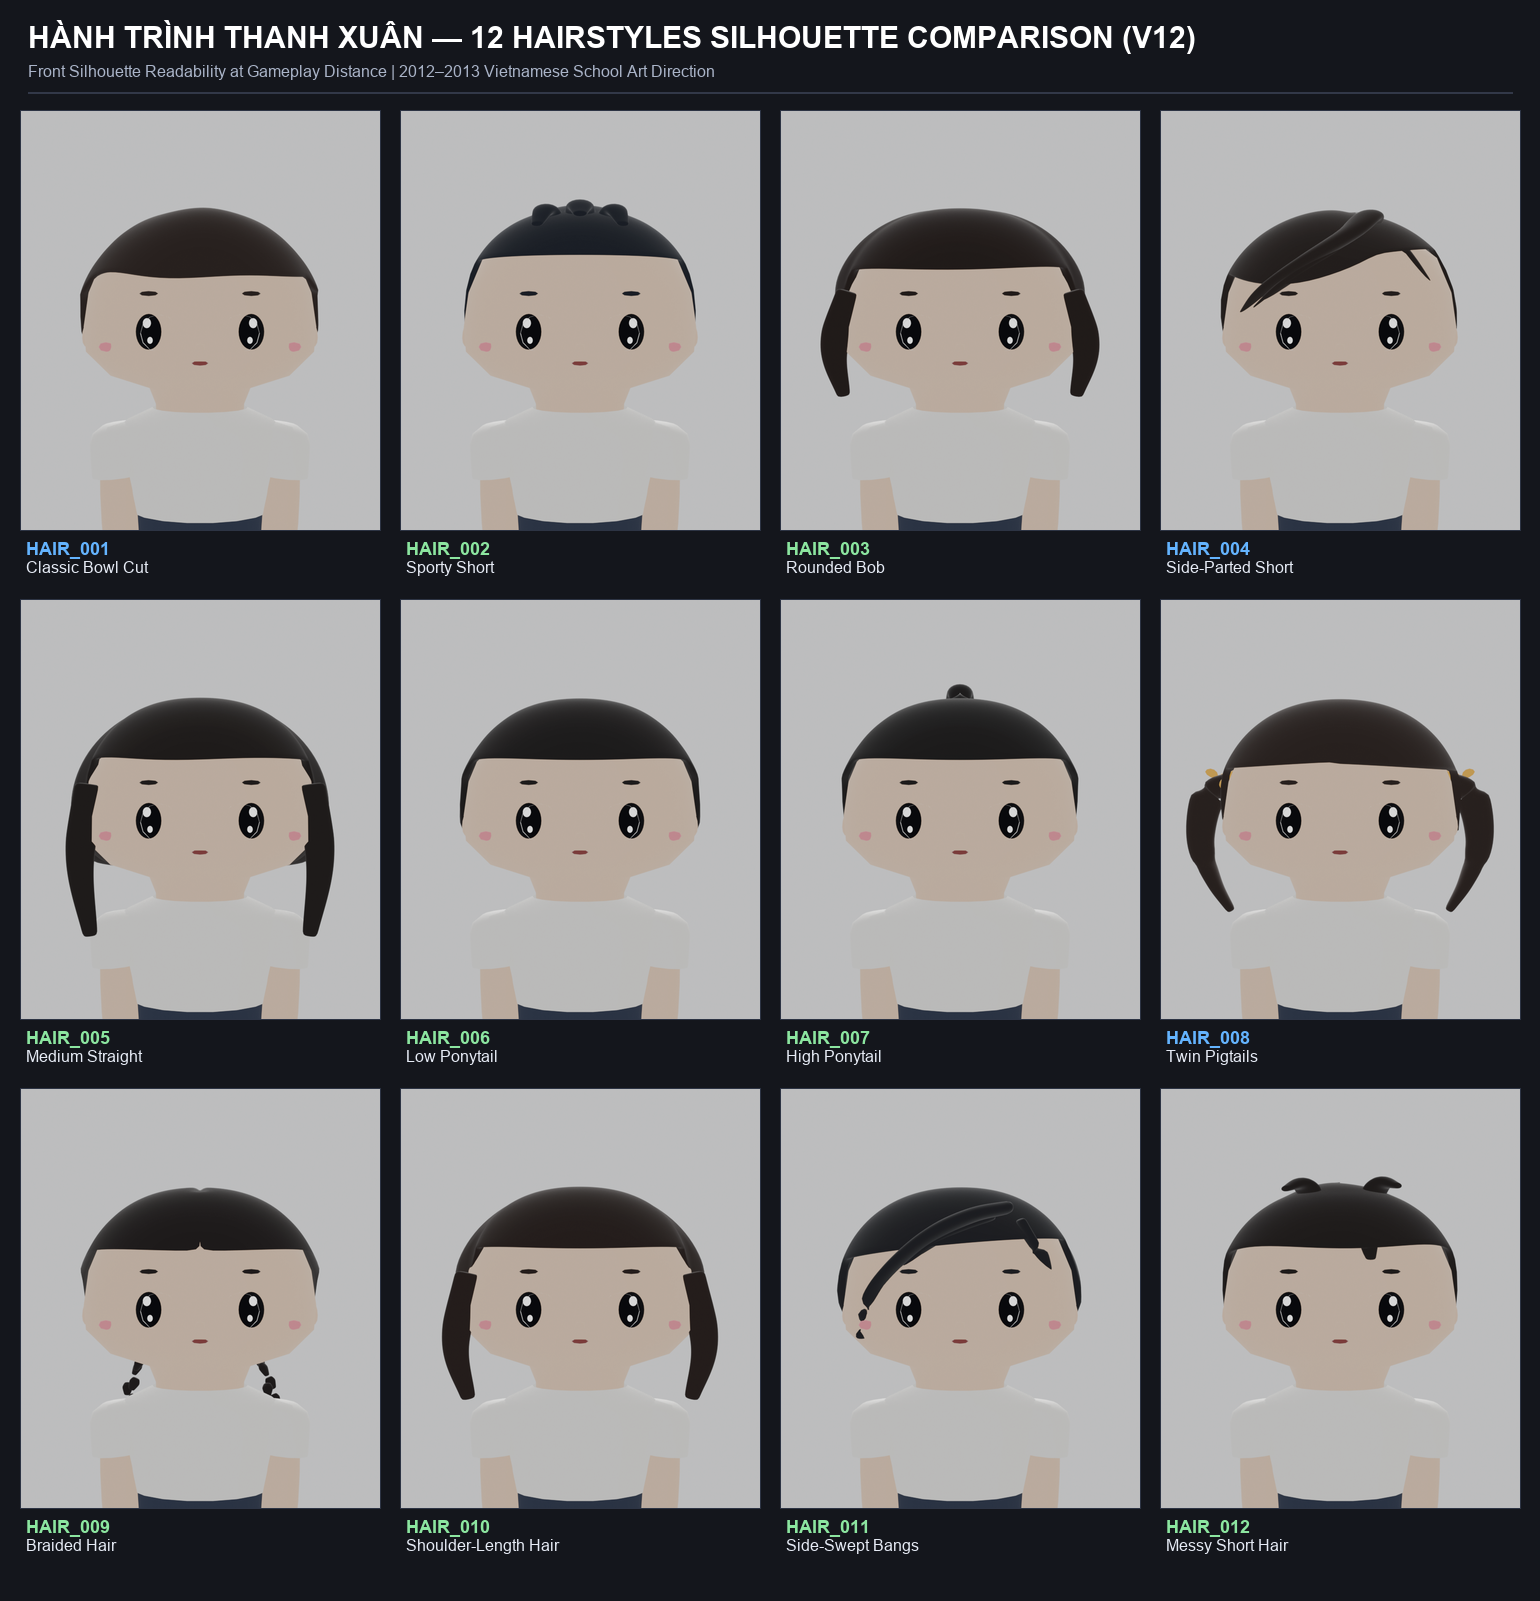 HÀNH TRÌNH THANH XUÂN — 12 HAIRSTYLES SILHOUETTE COMPARISON (V12)
Front Silhouette Readability at Gameplay Distance | 2012–2013 Vietnamese School Art Direction
HAIR_001
Classic Bowl Cut
HAIR_002
Sporty Short
HAIR_003
Rounded Bob
HAIR_004
Side-Parted Short
HAIR_005
Medium Straight
HAIR_006
Low Ponytail
HAIR_007
High Ponytail
HAIR_008
Twin Pigtails
HAIR_009
Braided Hair
HAIR_010
Shoulder-Length Hair
HAIR_011
Side-Swept Bangs
HAIR_012
Messy Short Hair